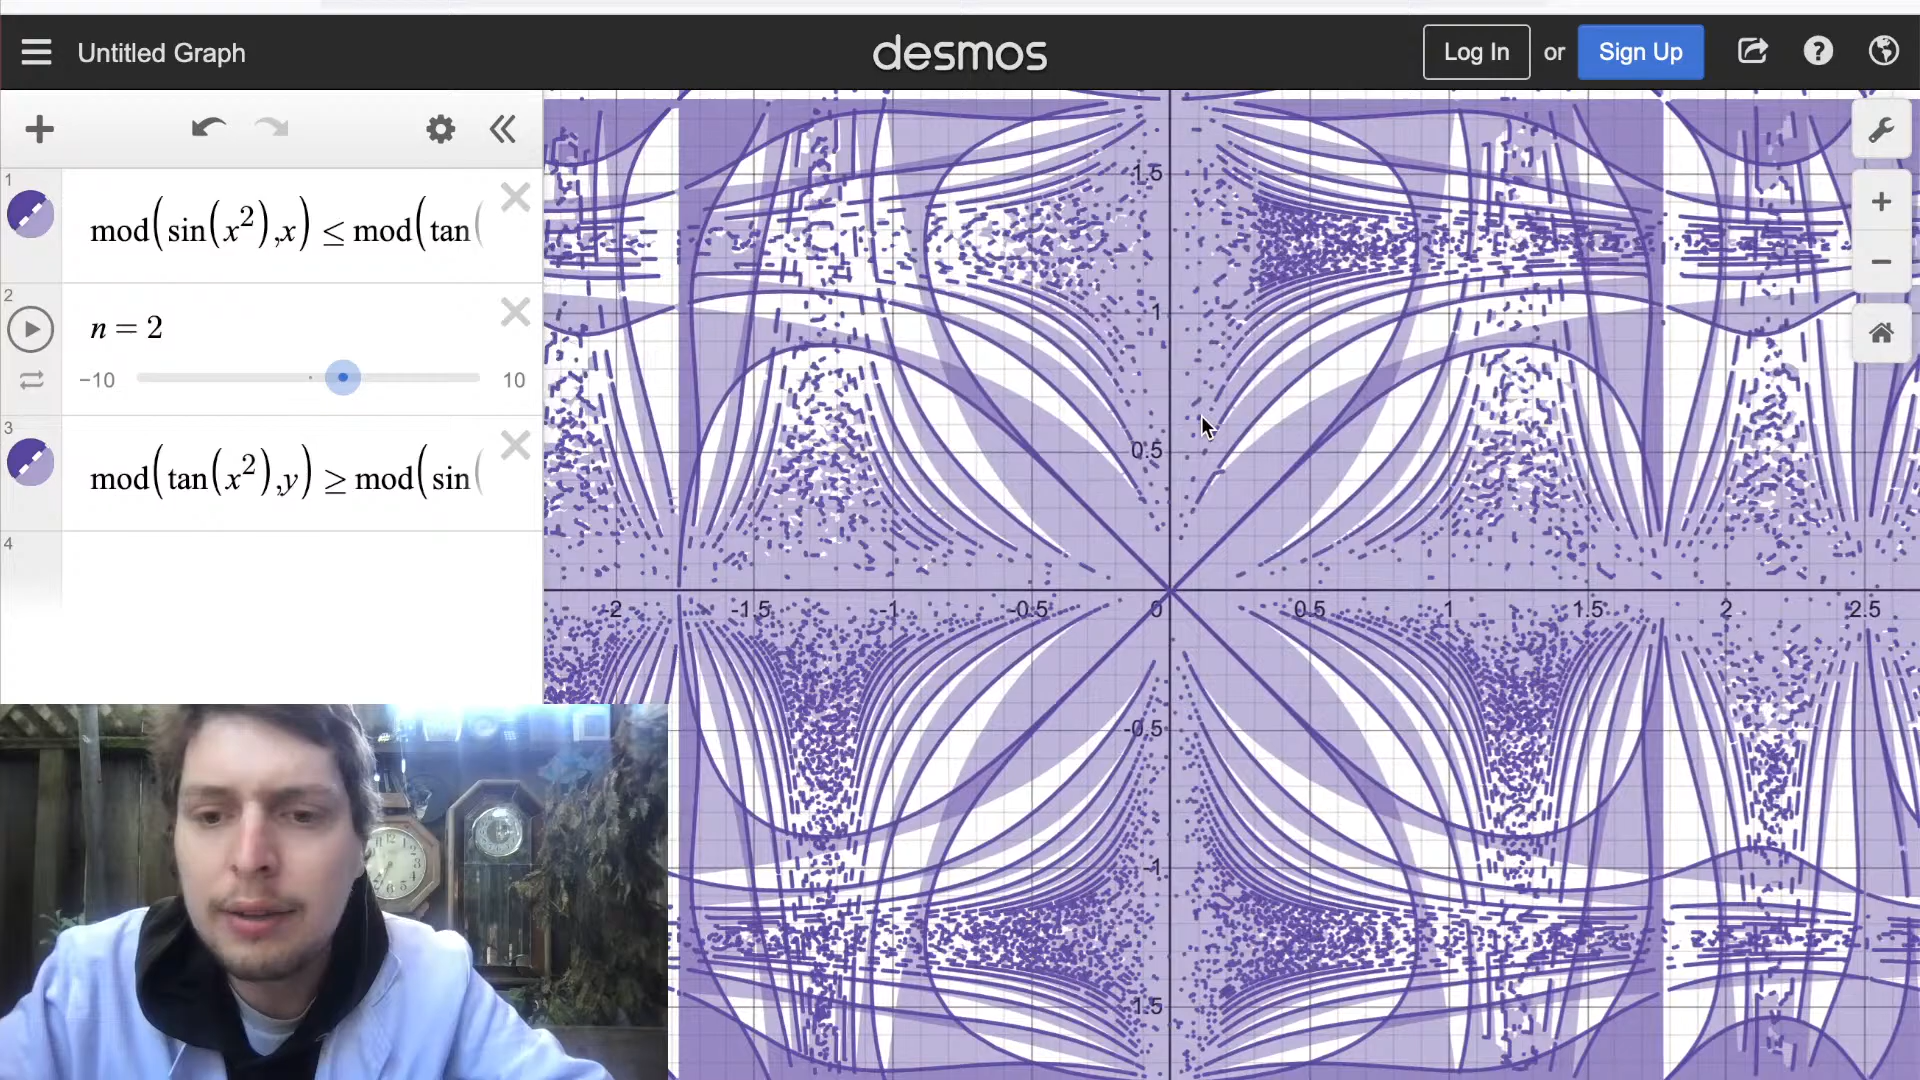 Untitled Graph
desmos
Log In or Sign Up
1
mod(sin(x²),x) ≤ mod(tan(
2
n = 2
−10
10
3
mod(tan(x²),y) ≥ mod(sin(
4
1.5
1
0.5
-2 -1.5 -1 -0.5 0 0.5 1 1.5 2 2.5
-0.5
-1
1.5